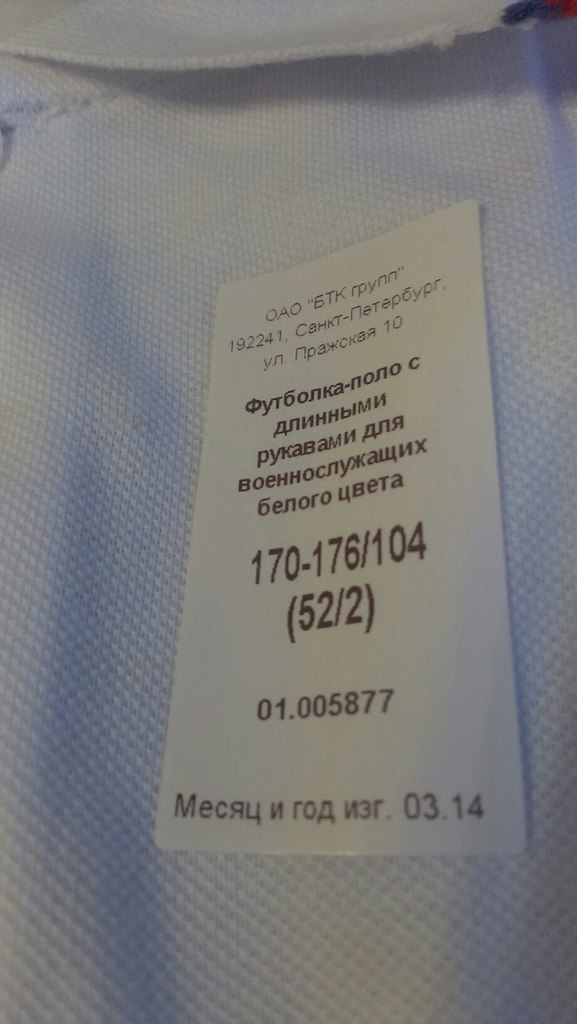 ОАО "БТК групп"
192241, Санкт-Петербург,
ул. Пражская 10
Футболка-поло с
длинными
рукавами для
военнослужащих
белого цвета
170-176/104
(52/2)
01.005877
Месяц и год изг. 03.14